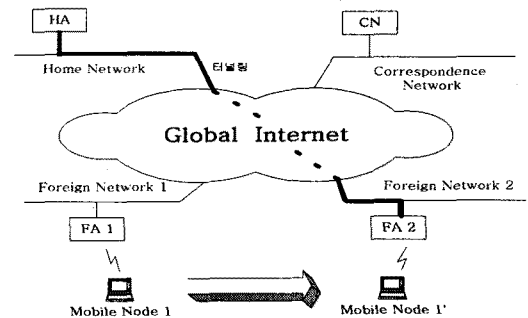 HA
CN
터널링
Home Network
Correspondence
Network
Global Internet
Foreign Network 1
Foreign Network 2
FA 1
FA 2
Mobile Node 1
Mobile Node 1'